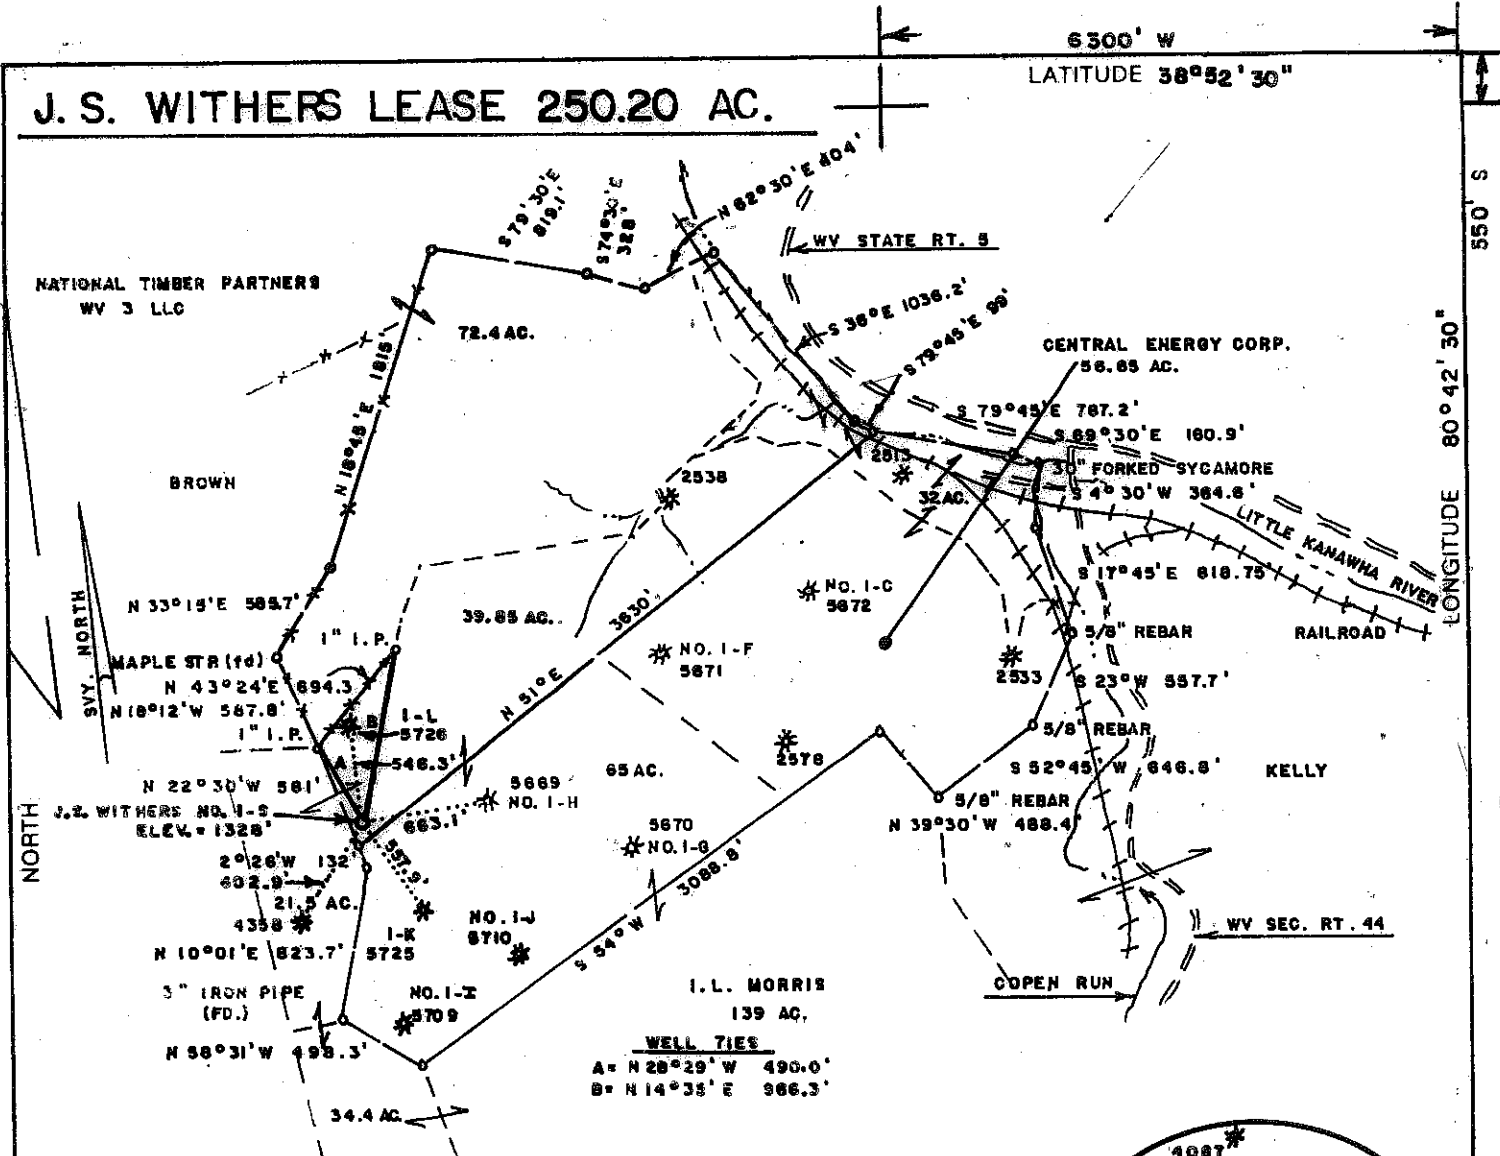 6300' W
LATITUDE 38°52'30"
J. S. WITHERS LEASE 250.20 AC.
550' S
LONGITUDE 80°42'30"
N 62°30'E 404'
S 79°30'E
819.1'
S 74°30'E
328'
WV STATE RT. 5
NATIONAL TIMBER PARTNERS
WV 3 LLC
72.4 AC.
S 36°E 1036.2'
S 79°45'E 99'
CENTRAL ENERGY CORP.
56.65 AC.
N 18°45'E 1815'
S 79°45'E 787.2'
S 69°30'E 160.9'
BROWN
2538
2513
30" FORKED SYCAMORE
32 AC.
S 4°30'W 364.6'
LITTLE KANAWHA RIVER
S 17°45'E 618.75'
N 33°15'E 585.7'
39.85 AC.
3630'
NO. 1-C
5672
SVY. NORTH
1" I.P.
5/8" REBAR
RAILROAD
MAPLE STR (fd)
NO. 1-F
5671
N 43°24'E 694.3
2533
S 23°W 557.7'
N 18°12'W 587.8'
N 51°E
B
1-L
5726
1" I.P.
5/8" REBAR
A
546.3'
2578
65 AC.
S 52°45'W 646.8'
KELLY
N 22°30'W 561'
5669
NO. 1-H
5/8" REBAR
J.S. WITHERS NO. 1-S
ELEV. = 1328'
663.1'
N 39°30'W 488.4'
5670
NO. 1-G
NORTH
2°26'W 132'
557.9'
3088.8'
602.9'
21.5 AC.
4358
NO. 1-J
5710
1-K
5725
S 54°W
WV SEC. RT. 44
N 10°01'E 823.7'
3" IRON PIPE
(FD.)
NO. 1-I
5709
I.L. MORRIS
139 AC.
COPEN RUN
N 58°31'W 498.3'
WELL TIES
A= N 28°29'W 490.0'
B= N 14°35'E 966.3'
34.4 AC.
4087